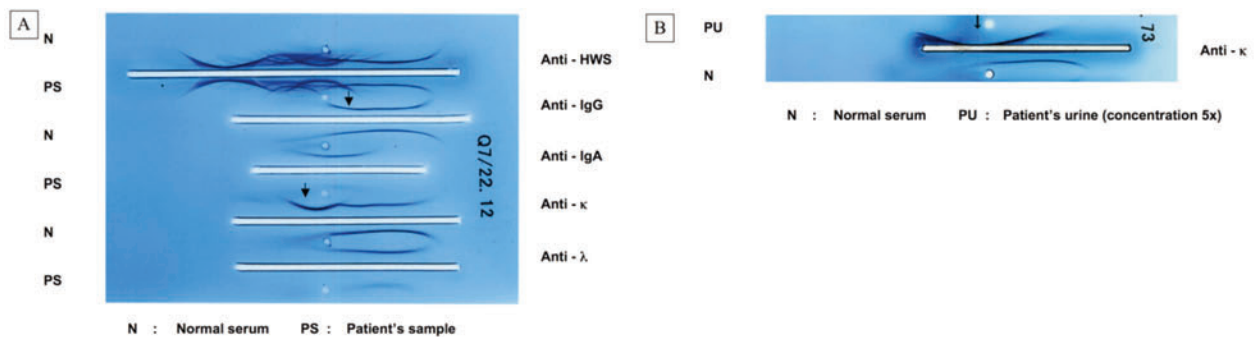 A
N
PS
N
PS
N
PS
Anti - HWS
Anti - IgG
Anti - IgA
Anti - κ
Anti - λ
Q7/22. 12
N : Normal serum PS : Patient's sample
B
PU
N
. 73
Anti - κ
N : Normal serum PU : Patient's urine (concentration 5x)